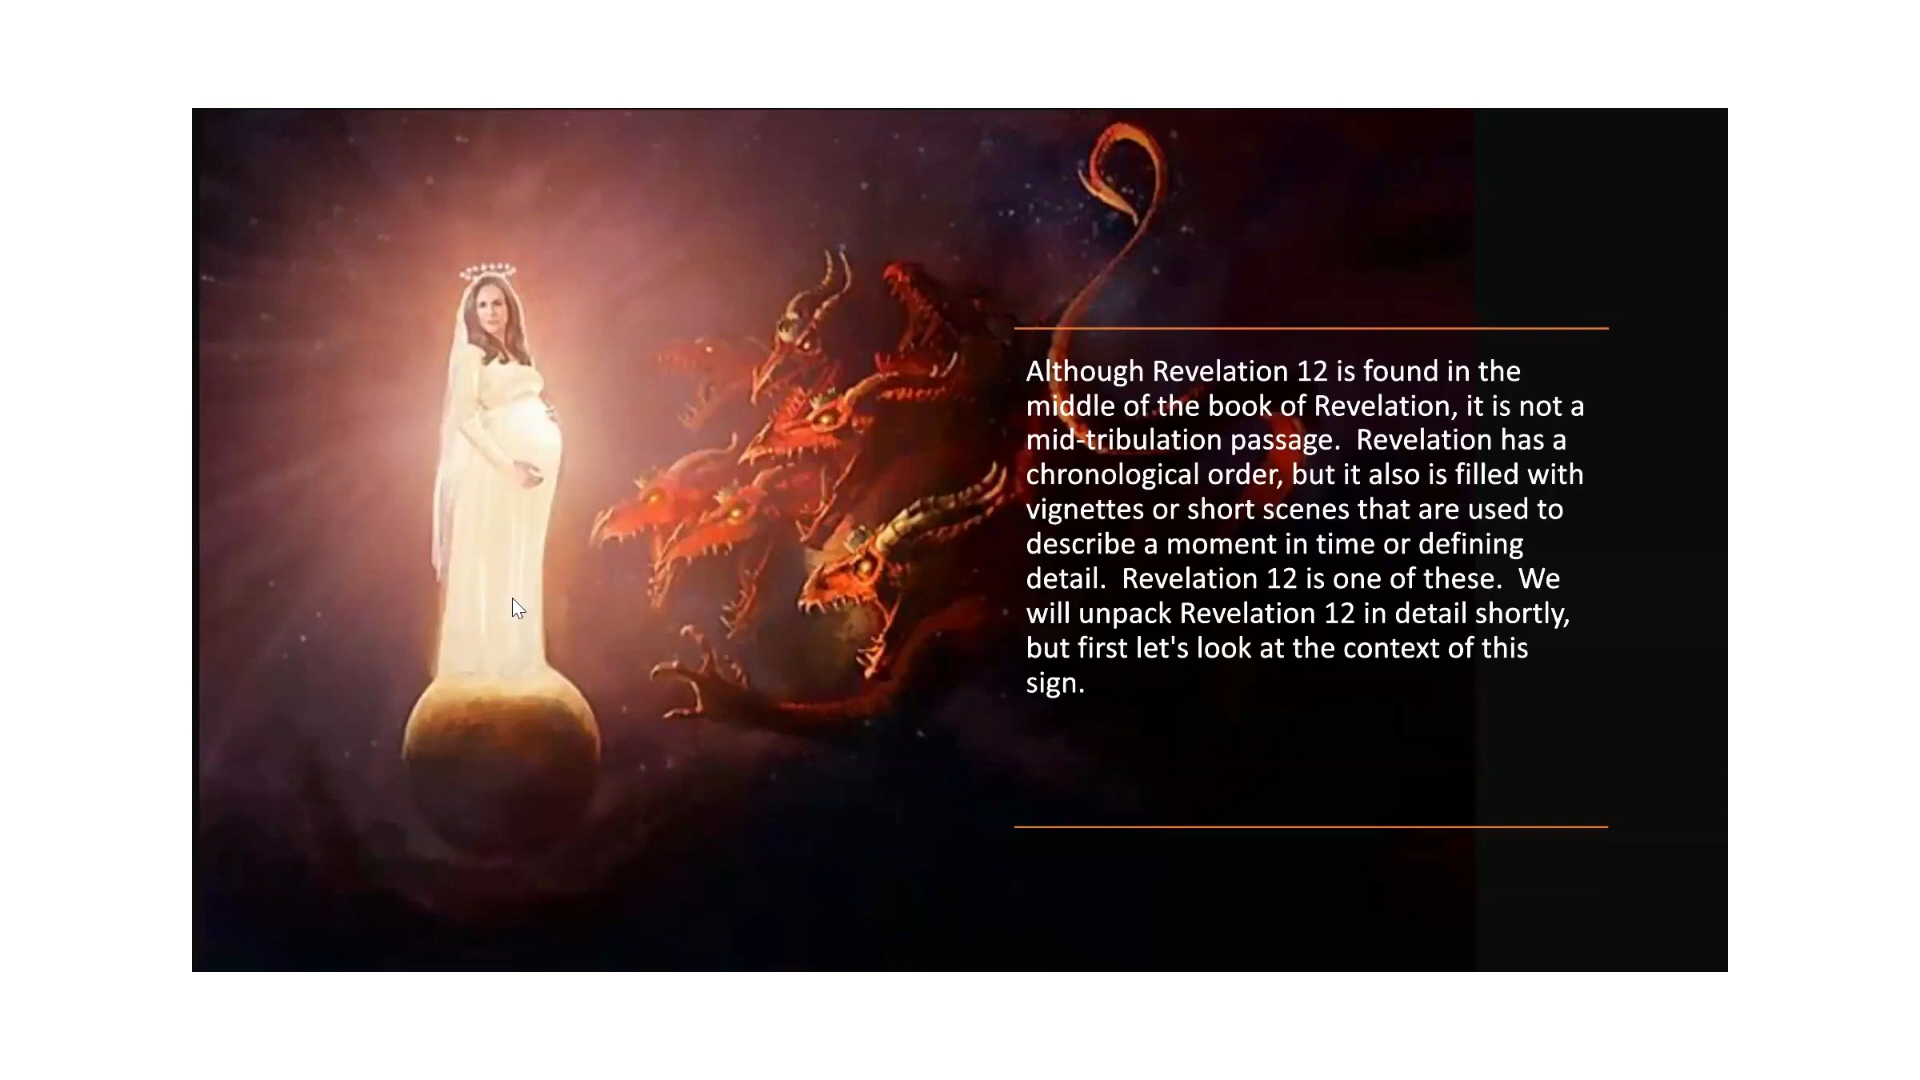 Although Revelation 12 is found in the
middle of the book of Revelation, it is not a
mid-tribulation passage.  Revelation has a
chronological order, but it also is filled with
vignettes or short scenes that are used to
describe a moment in time or defining
detail.  Revelation 12 is one of these.  We
will unpack Revelation 12 in detail shortly,
but first let's look at the context of this
sign.